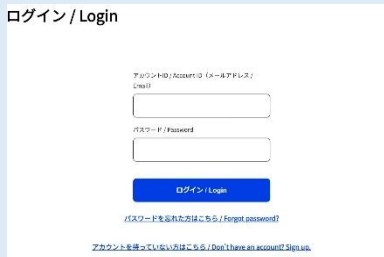 ログイン / Login
アカウントID / Account ID（メールアドレス /
Email）
パスワード / Password
ログイン / Login
パスワードを忘れた方はこちら / Forgot password?
アカウントを持っていない方はこちら / Don't have an account? Sign up.